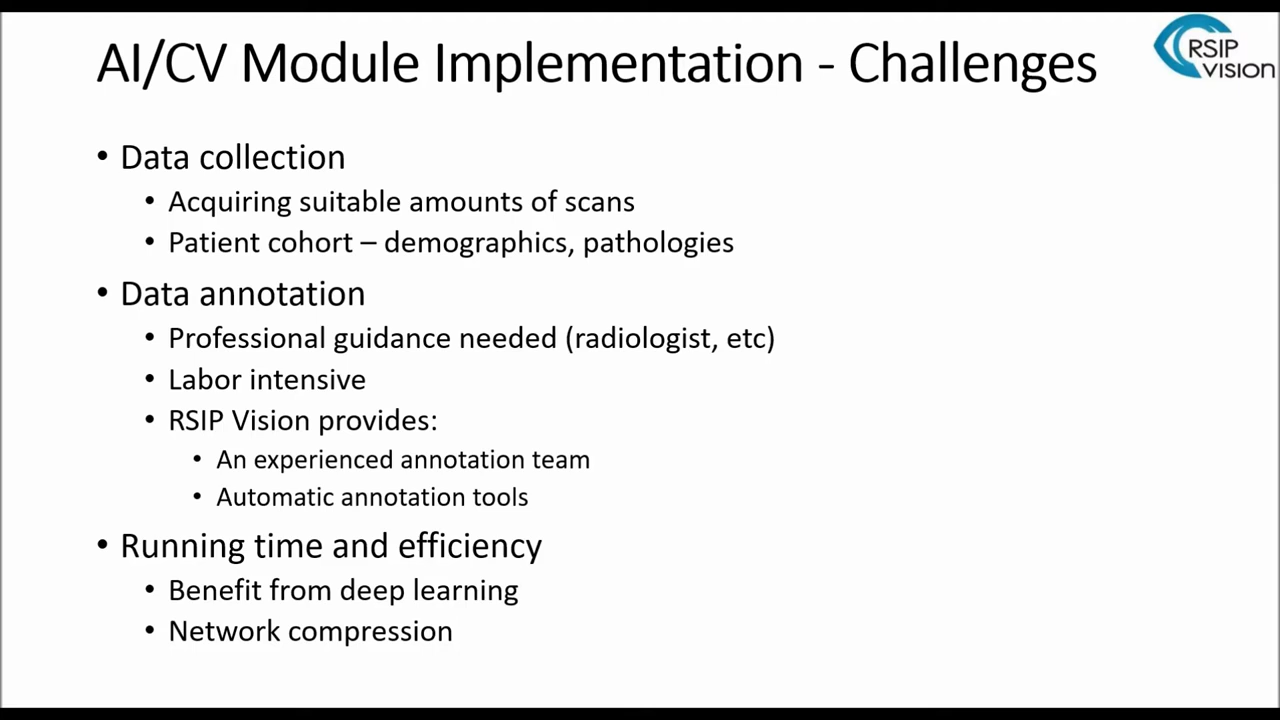 AI/CV Module Implementation - Challenges
RSIP
VISION
• Data collection
• Acquiring suitable amounts of scans
• Patient cohort – demographics, pathologies
• Data annotation
• Professional guidance needed (radiologist, etc)
• Labor intensive
• RSIP Vision provides:
• An experienced annotation team
• Automatic annotation tools
• Running time and efficiency
• Benefit from deep learning
• Network compression